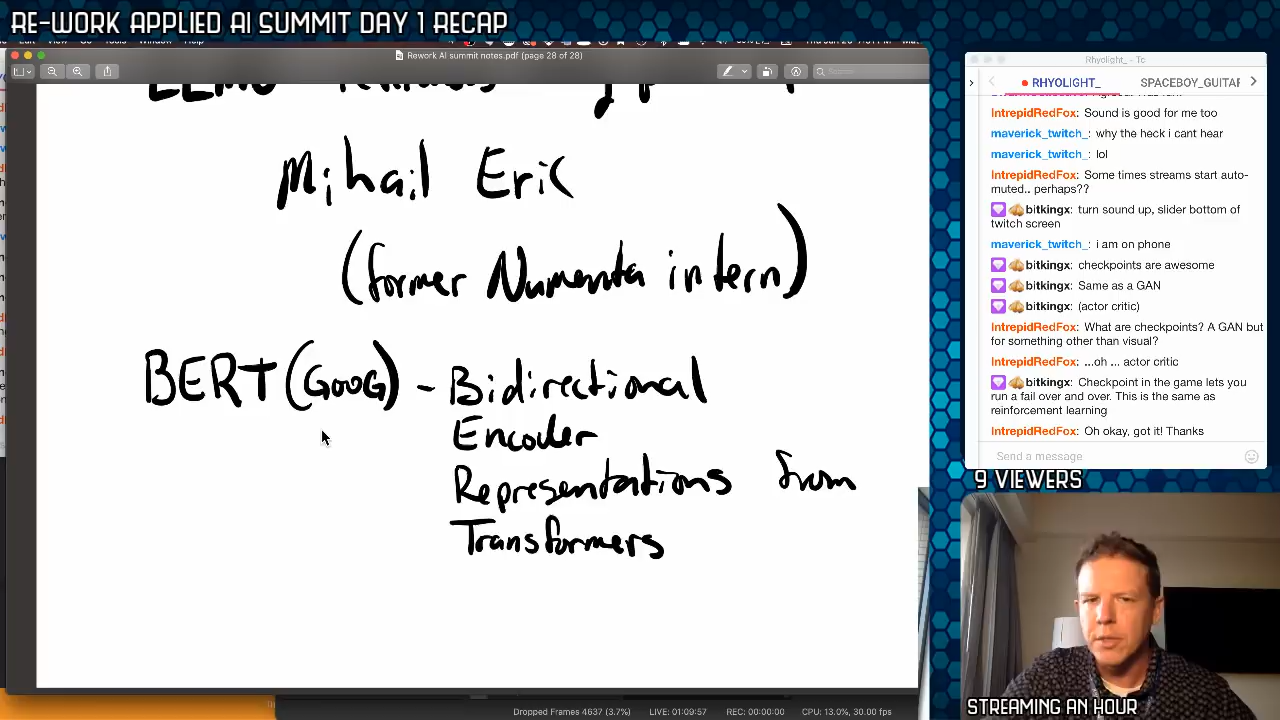 RE-WORK APPLIED AI SUMMIT DAY 1 RECAP
Rework AI summit notes.pdf (page 28 of 28)
Search
Mihail Eric
(former Numenta intern)
BERT (GOOG) - Bidirectional
Encoder
Representations from
Transformers
Rhyolight_ - Tc
RHYOLIGHT_
SPACEBOY_GUITAR
IntrepidRedFox: Sound is good for me too
maverick_twitch_: why the heck i cant hear
maverick_twitch_: lol
IntrepidRedFox: Some times streams start auto-
muted.. perhaps??
bitkingx: turn sound up, slider bottom of
twitch screen
maverick_twitch_: i am on phone
bitkingx: checkpoints are awesome
bitkingx: Same as a GAN
bitkingx: (actor critic)
IntrepidRedFox: What are checkpoints? A GAN but
for something other than visual?
IntrepidRedFox: ...oh ... actor critic
bitkingx: Checkpoint in the game lets you
run a fail over and over. This is the same as
reinforcement learning
IntrepidRedFox: Oh okay, got it! Thanks
Send a message
9 VIEWERS
STREAMING AN HOUR
Dropped Frames 4637 (3.7%)
LIVE: 01:09:57
REC: 00:00:00
CPU: 13.0%, 30.00 fps